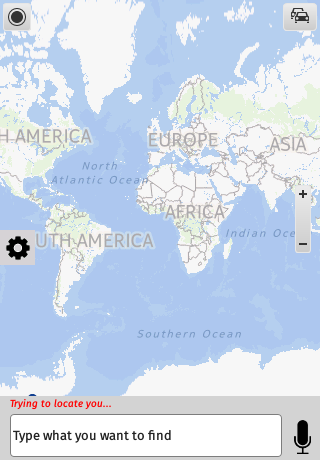 H AMERICA
EUROPE
ASIA
North
Atlantic Ocean
AFRICA
UTH AMERICA
Indian Oce
+
−
Southern Ocean
Trying to locate you...
Type what you want to find